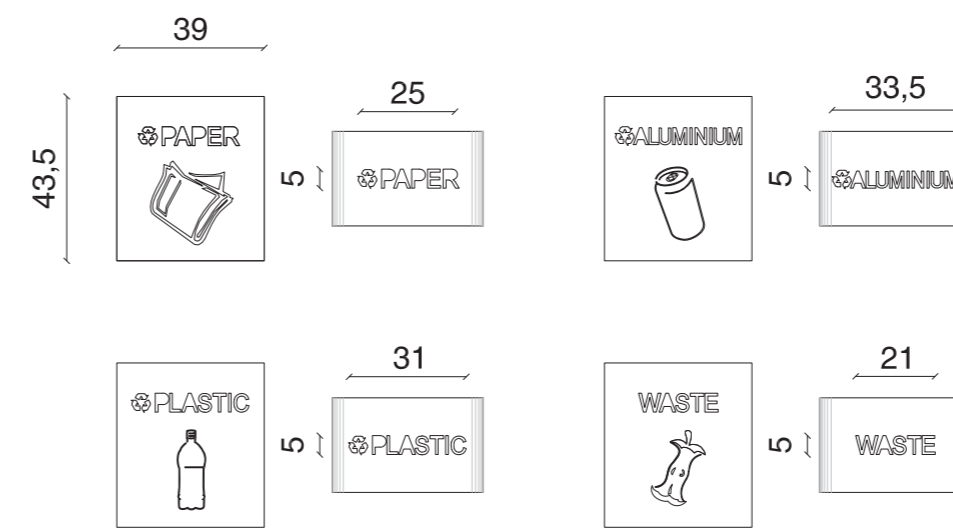 39
43,5
PAPER
25
5
PAPER
ALUMINIUM
33,5
5
ALUMINIUM
PLASTIC
31
5
PLASTIC
WASTE
21
5
WASTE